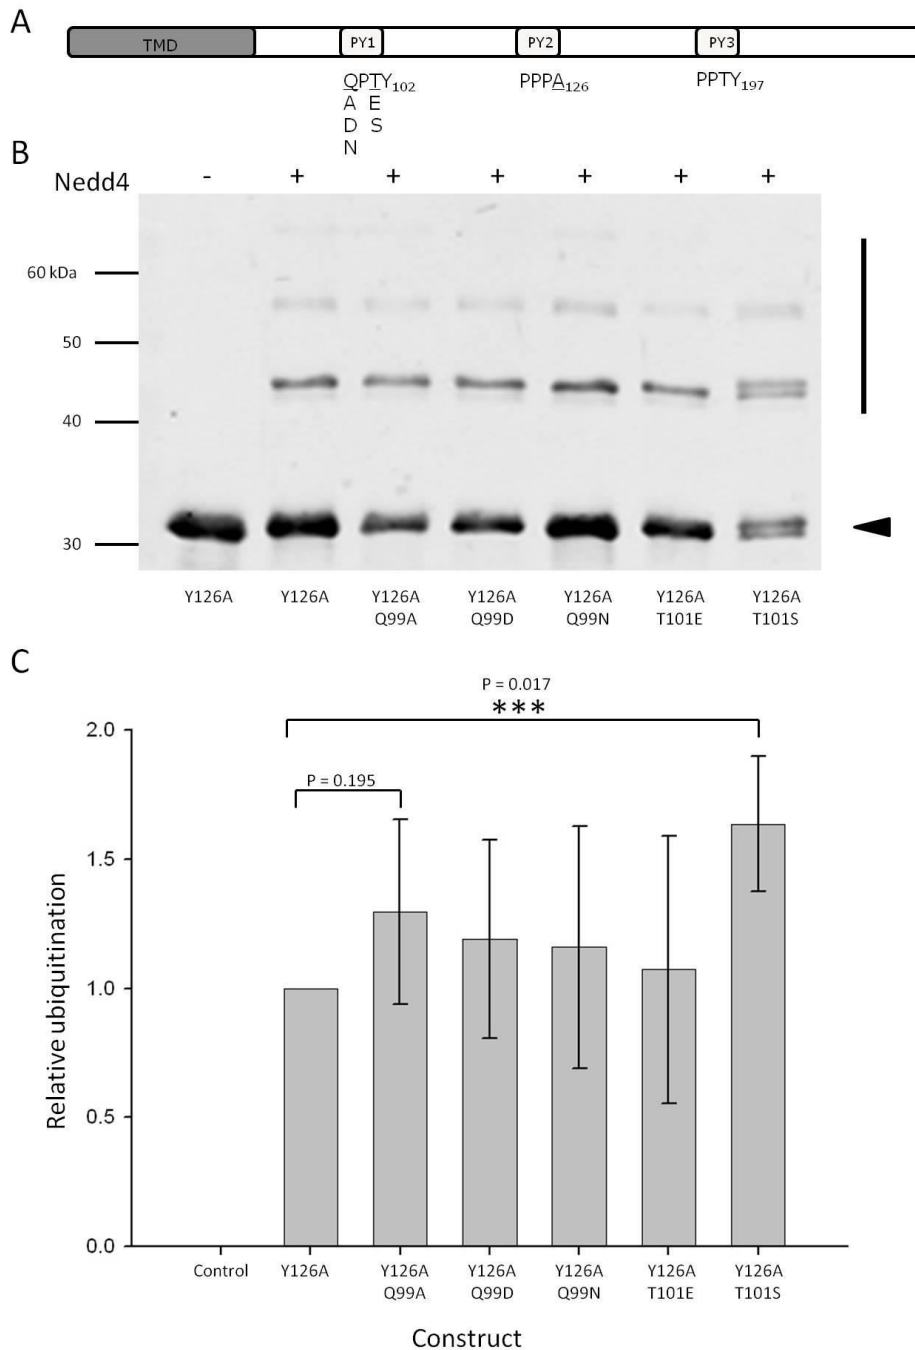 A
TMD PY1 PY2 PY3
QPTY102 PPPA126 PPTY197
A E
D S
N
B
Nedd4 - + + + + + +
60 kDa
50
40
30
Y126A Y126A Y126A Y126A Y126A Y126A Y126A
Q99A Q99D Q99N T101E T101S
C
P = 0.017
***
2.0
P = 0.195
1.5
1.0
0.5
0.0
Relative ubiquitination
Control Y126A Y126A Y126A Y126A Y126A Y126A
Q99A Q99D Q99N T101E T101S
Construct